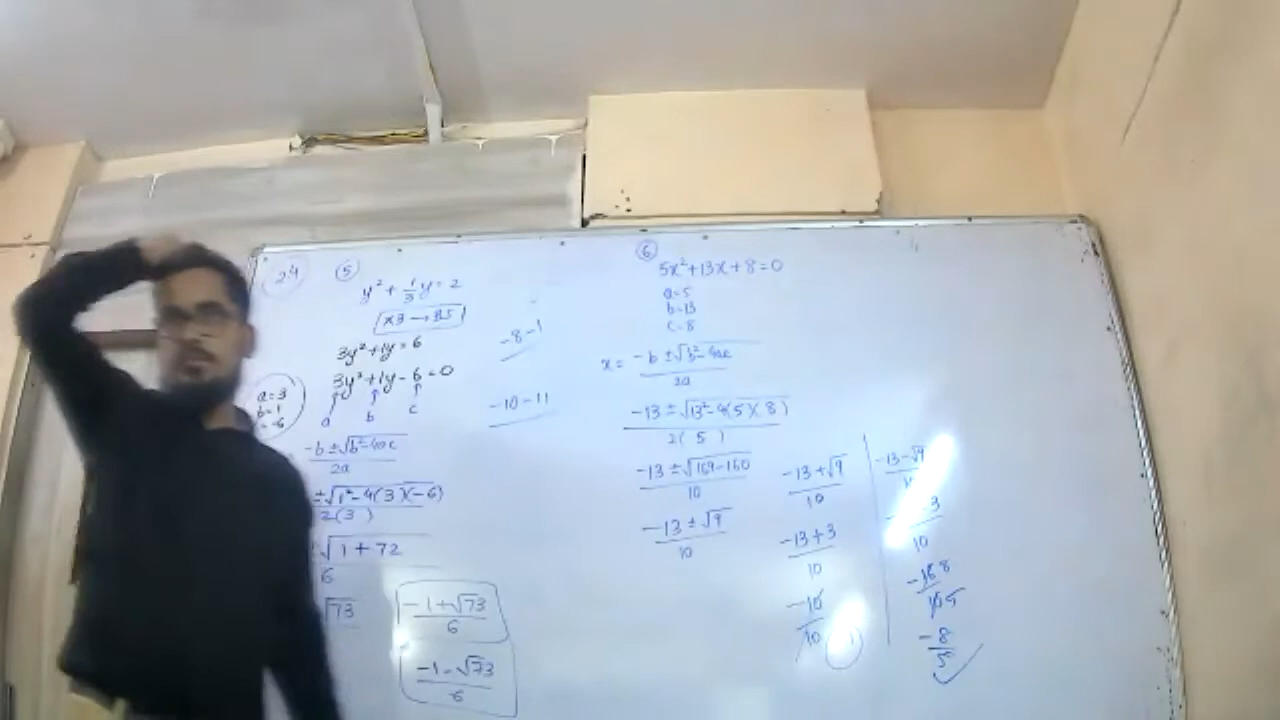 24
5
y² + 1/3 y = 2
x3 →
3y² + 1y = 6
3y² + 1y - 6 = 0
a b c
a = 3
b = 1
= -6
-b ± √b² - 4ac / 2a
± √1² - 4(3)(-6) / 2(3)
√1 + 72 / 6
√73
-1 + √73 / 6
-1 - √73 / 6
-8-1
-10-11
6
5x² + 13x + 8 = 0
a = 5
b = 13
c = 8
x = -b ± √b² - 4ac / 2a
-13 ± √13² - 4(5)(8) / 2(5)
-13 ± √169 - 160 / 10
-13 ± √9 / 10
-13 + √9 / 10
-13 + 3 / 10
-10 / 10
-13 - √9
3 / 10
-16 8 / 10 5
-8 / 5